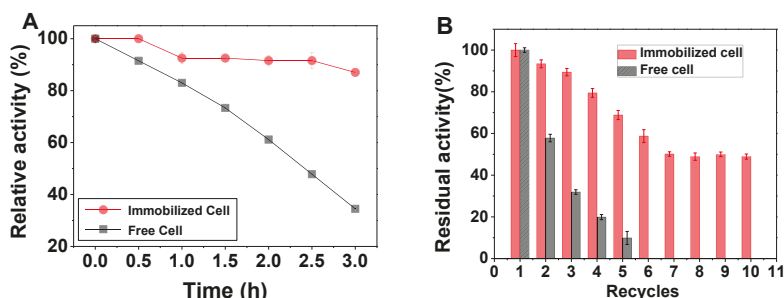 A
Relative activity (%)
100
80
60
40
20
Immobilized Cell
Free Cell
0.0 0.5 1.0 1.5 2.0 2.5 3.0
Time (h)
B
Residual activity(%)
100
80
60
40
20
0
Immobilized cell
Free cell
0 1 2 3 4 5 6 7 8 9 10 11
Recycles